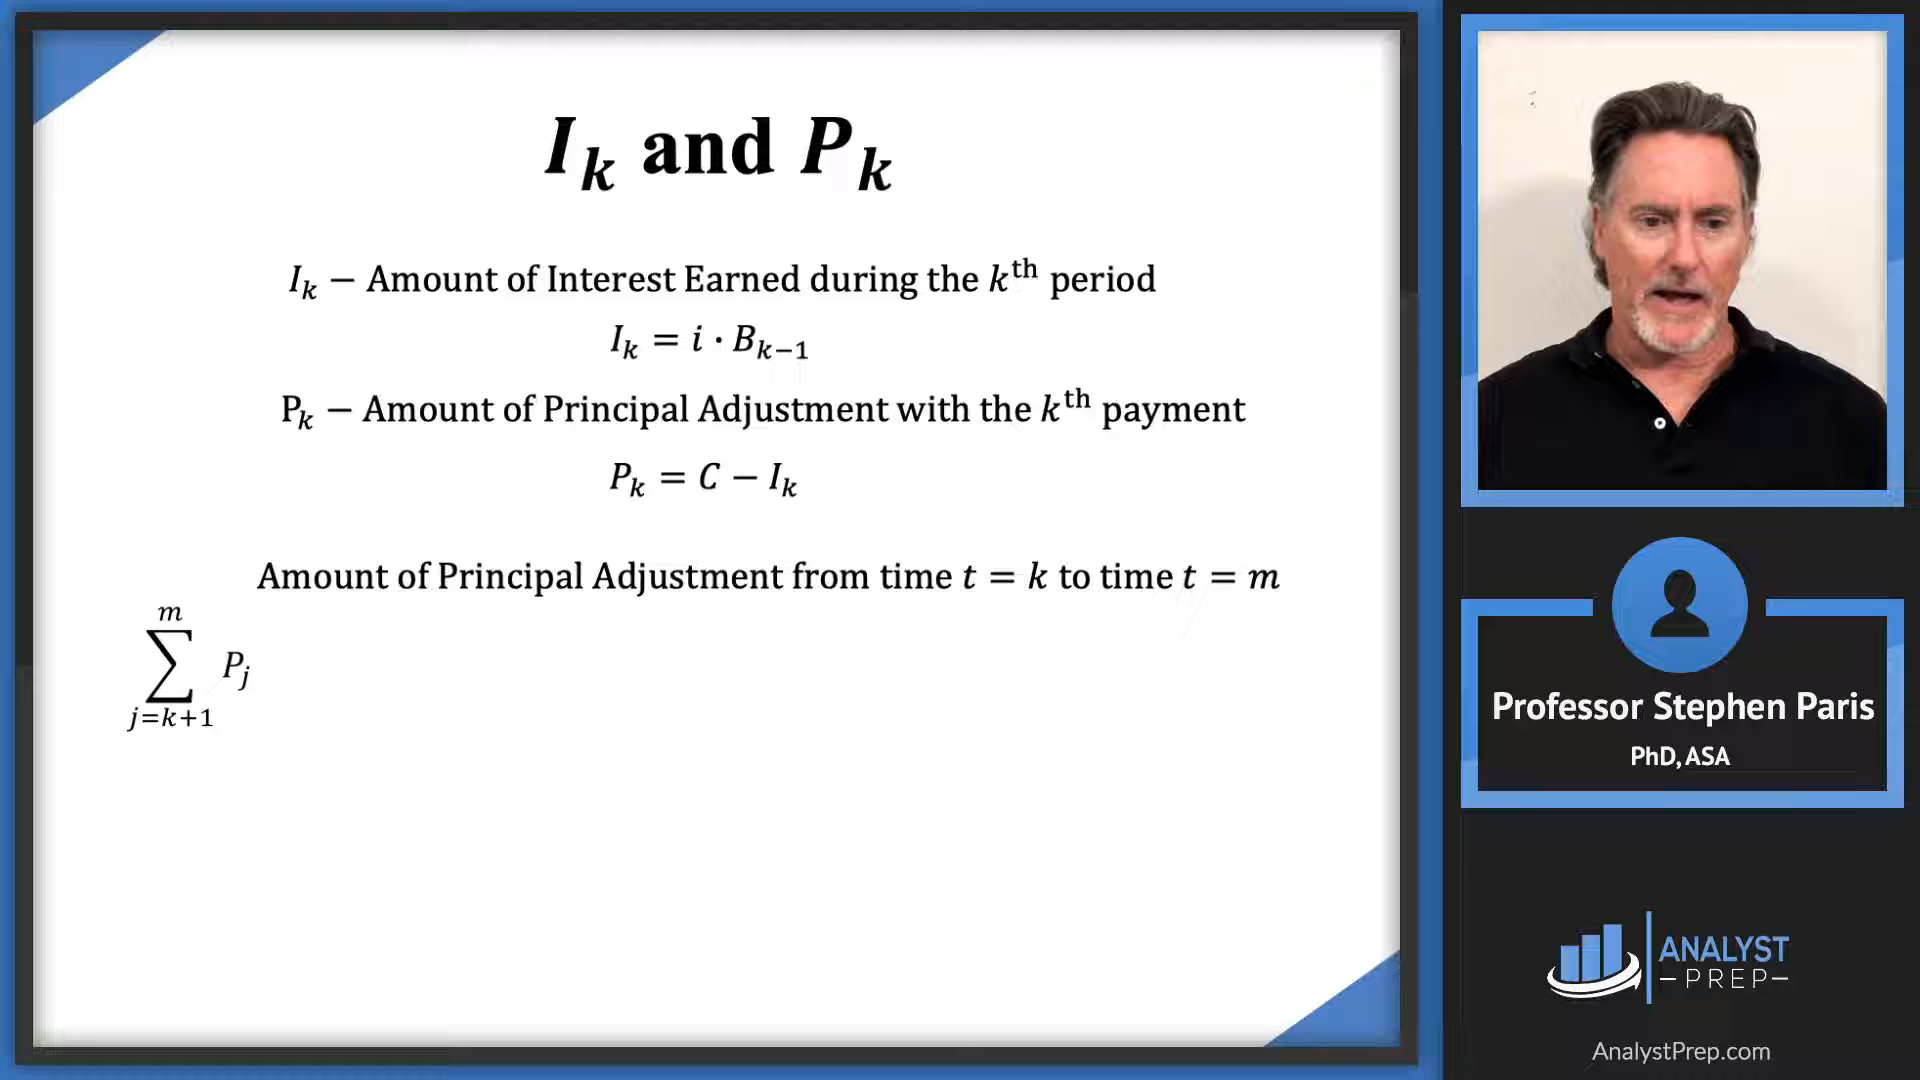 I_k and P_k
I_k − Amount of Interest Earned during the k^th period
I_k = i · B_{k−1}
P_k − Amount of Principal Adjustment with the k^th payment
P_k = C − I_k
Amount of Principal Adjustment from time t = k to time t = m
m
∑ P_j
j=k+1
Professor Stephen Paris
PhD, ASA
ANALYST
–PREP–
AnalystPrep.com